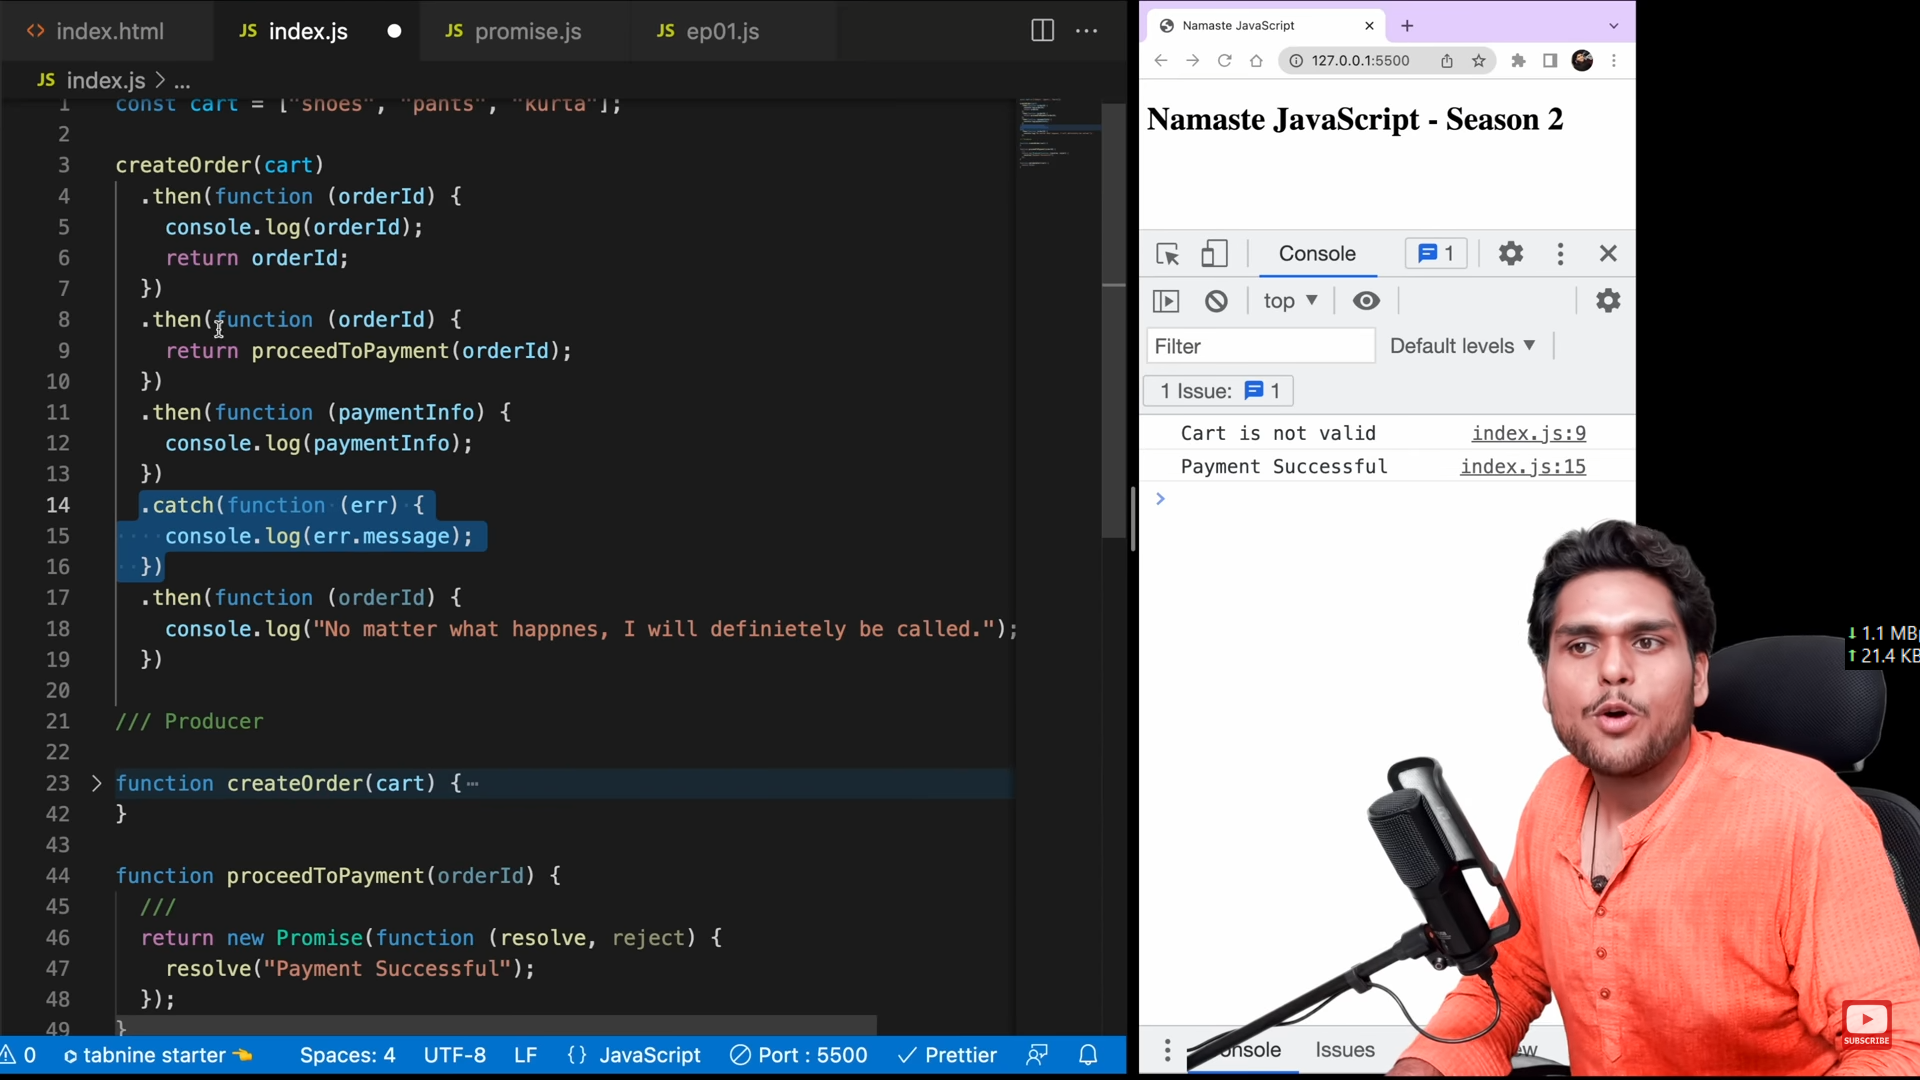 index.html
JS index.js
JS promise.js
JS ep01.js
JS index.js > ...
1 const cart = ["shoes", "pants", "kurta"];
2
3 createOrder(cart)
4 .then(function (orderId) {
5 console.log(orderId);
6 return orderId;
7 })
8 .then(function (orderId) {
9 return proceedToPayment(orderId);
10 })
11 .then(function (paymentInfo) {
12 console.log(paymentInfo);
13 })
14 .catch(function (err) {
15 console.log(err.message);
16 })
17 .then(function (orderId) {
18 console.log("No matter what happnes, I will definietely be called.");
19 })
20
21 /// Producer
22
23 function createOrder(cart) {
42 }
43
44 function proceedToPayment(orderId) {
45 ///
46 return new Promise(function (resolve, reject) {
47 resolve("Payment Successful");
48 });
49 }
0 tabnine starter Spaces: 4 UTF-8 LF {} JavaScript Port : 5500 Prettier
Namaste JavaScript
127.0.0.1:5500
Namaste JavaScript - Season 2
Console 1
top
Filter Default levels
1 Issue: 1
Cart is not valid index.js:9
Payment Successful index.js:15
Issues
1.1 MB
21.4 KB
SUBSCRIBE